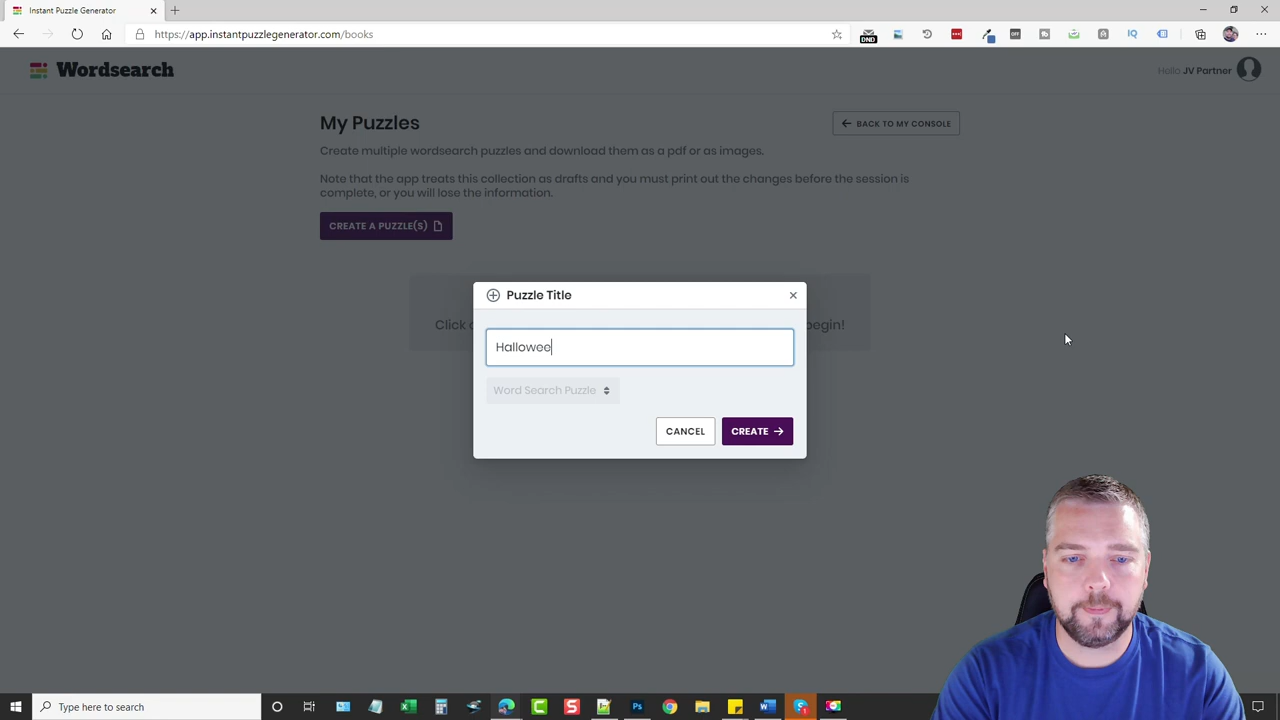 Instant Puzzle Generator
https://app.instantpuzzlegenerator.com/books
DND
OFF
IQ
Wordsearch
Hello JV Partner
My Puzzles
BACK TO MY CONSOLE
Create multiple wordsearch puzzles and download them as a pdf or as images.
Note that the app treats this collection as drafts and you must print out the changes before the session is
complete, or you will lose the information.
CREATE A PUZZLE(S)
Puzzle Title
Click
begin!
Hallowee
Word Search Puzzle
CANCEL
CREATE
Type here to search